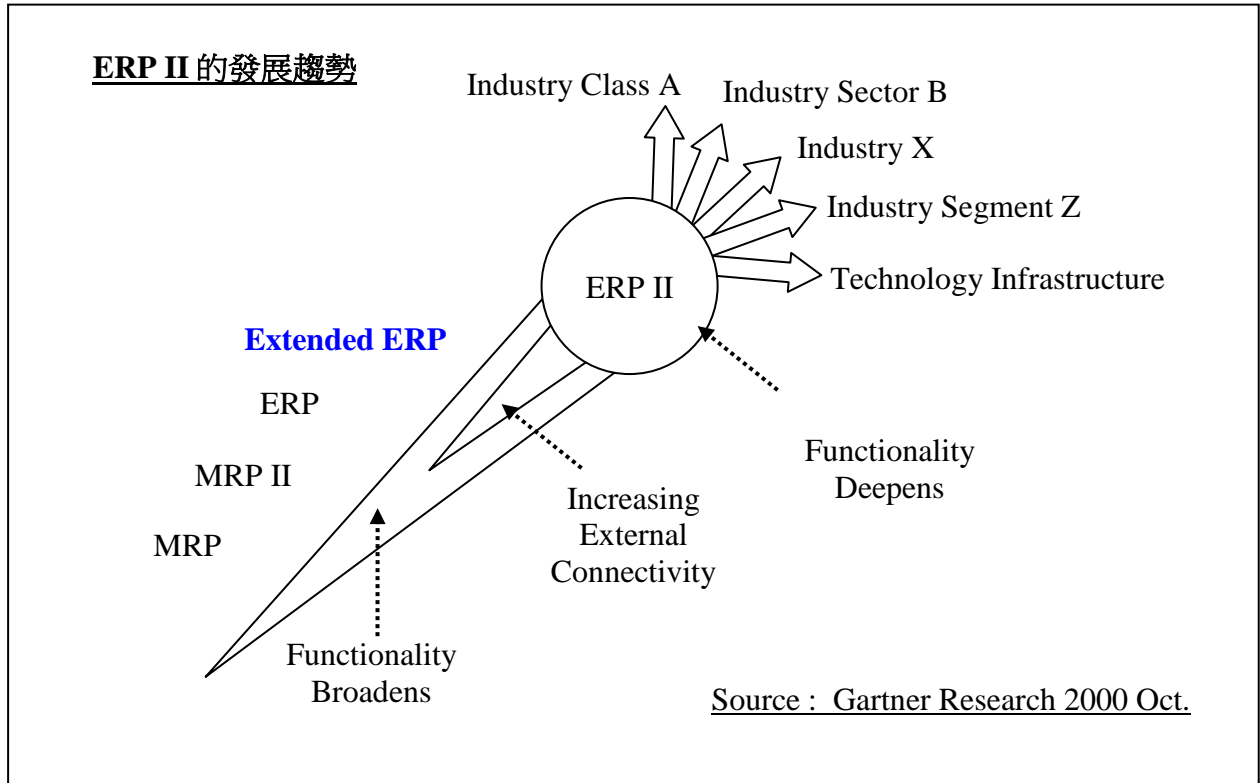 ERP II 的發展趨勢
Industry Class A
Industry Sector B
Industry X
Industry Segment Z
Technology Infrastructure
ERP II
Extended ERP
ERP
MRP II
MRP
Functionality
Deepens
Increasing
External
Connectivity
Functionality
Broadens
Source : Gartner Research 2000 Oct.